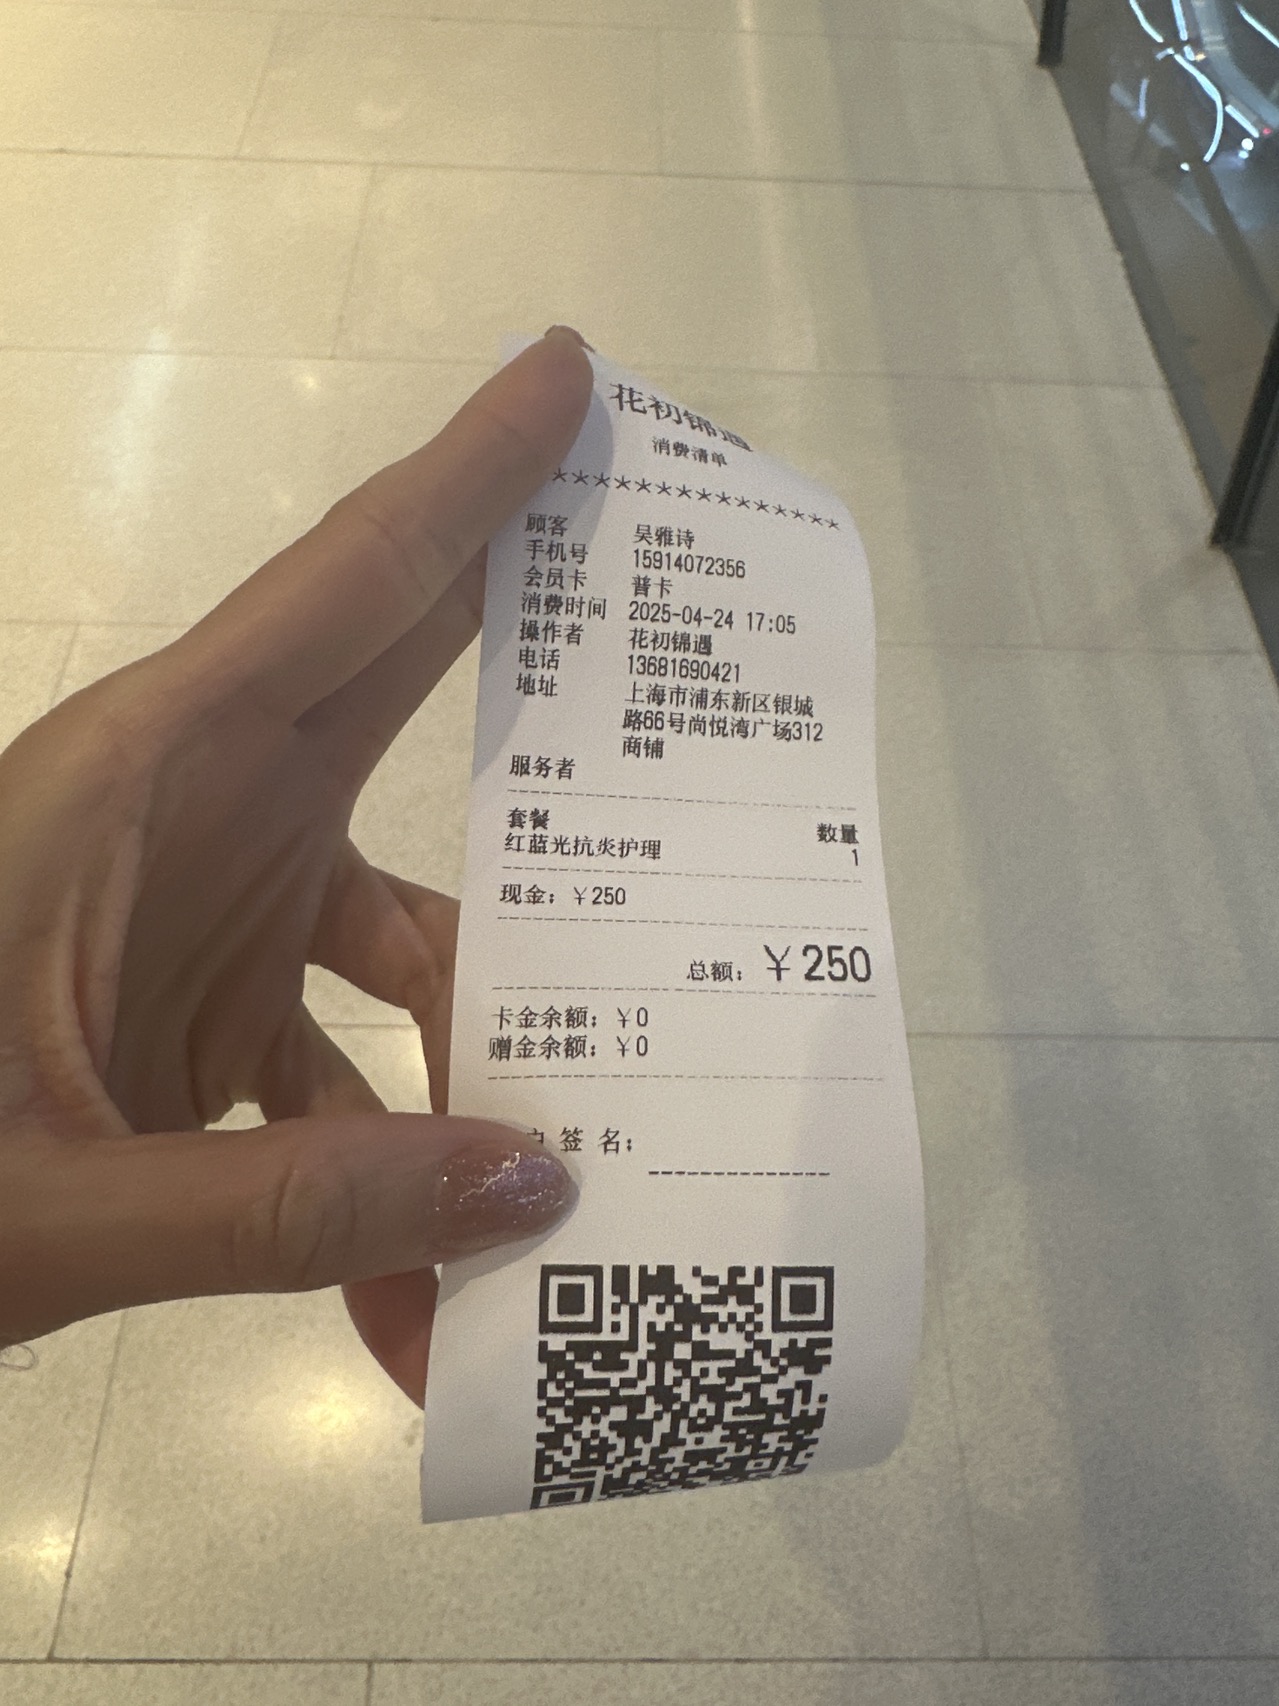 花初锦遇
消费清单
***************
顾客 吴雅诗
手机号 15914072356
会员卡 普卡
消费时间 2025-04-24 17:05
操作者 花初锦遇
电话 13681690421
地址 上海市浦东新区银城
路66号尚悦湾广场312
商铺
服务者
套餐 数量
红蓝光抗炎护理 1
现金：￥250
总额：￥250
卡金余额：￥0
赠金余额：￥0
签 名：